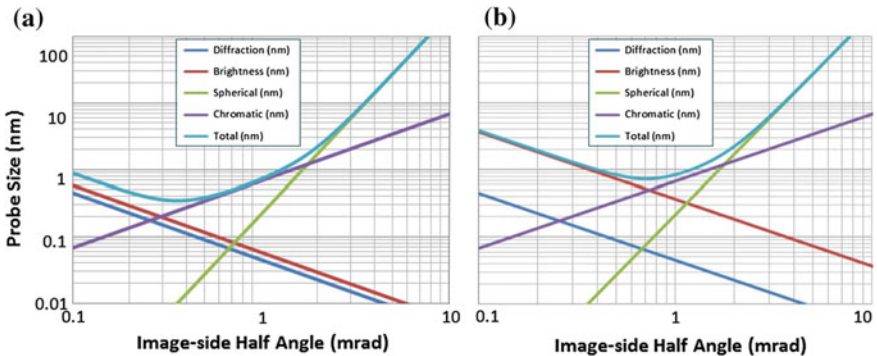 (a)
Probe Size (nm)
100
10
1
0.1
0.01
Diffraction (nm)
Brightness (nm)
Spherical (nm)
Chromatic (nm)
Total (nm)
0.1 1 10
Image-side Half Angle (mrad)
(b)
Diffraction (nm)
Brightness (nm)
Spherical (nm)
Chromatic (nm)
Total (nm)
0.1 1 10
Image-side Half Angle (mrad)